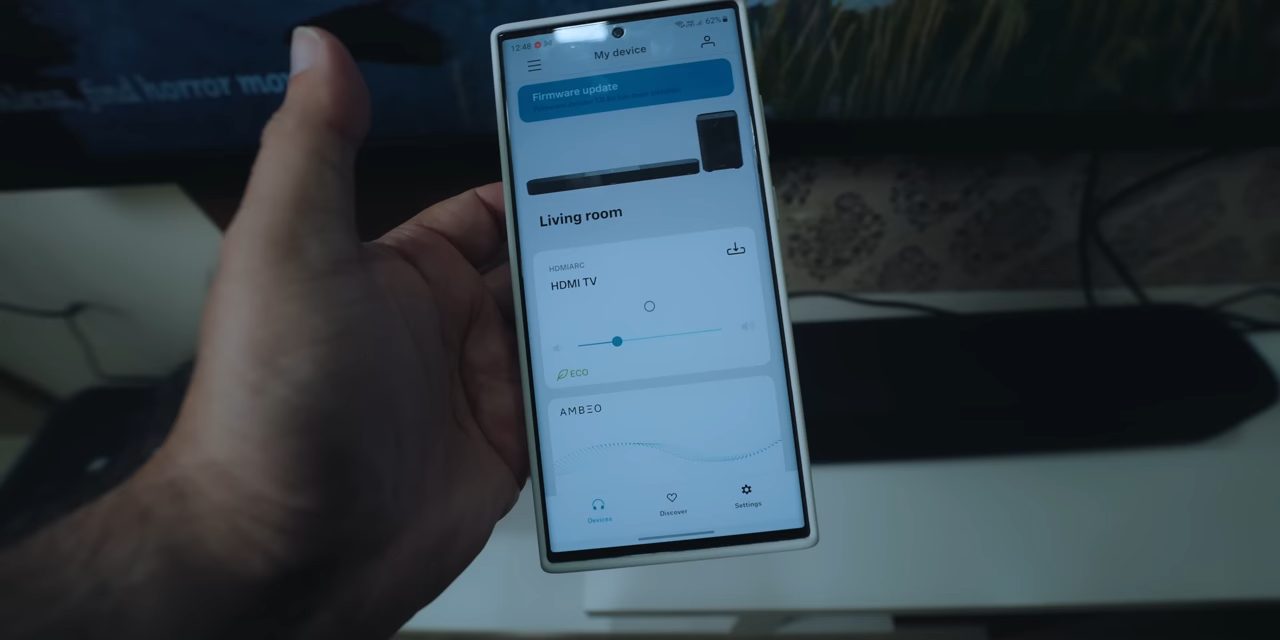 find horror mo
12:48
62%
My device
Firmware update
Living room
HDMIARC
HDMI TV
ECO
AMBEO
Devices
Discover
Settings